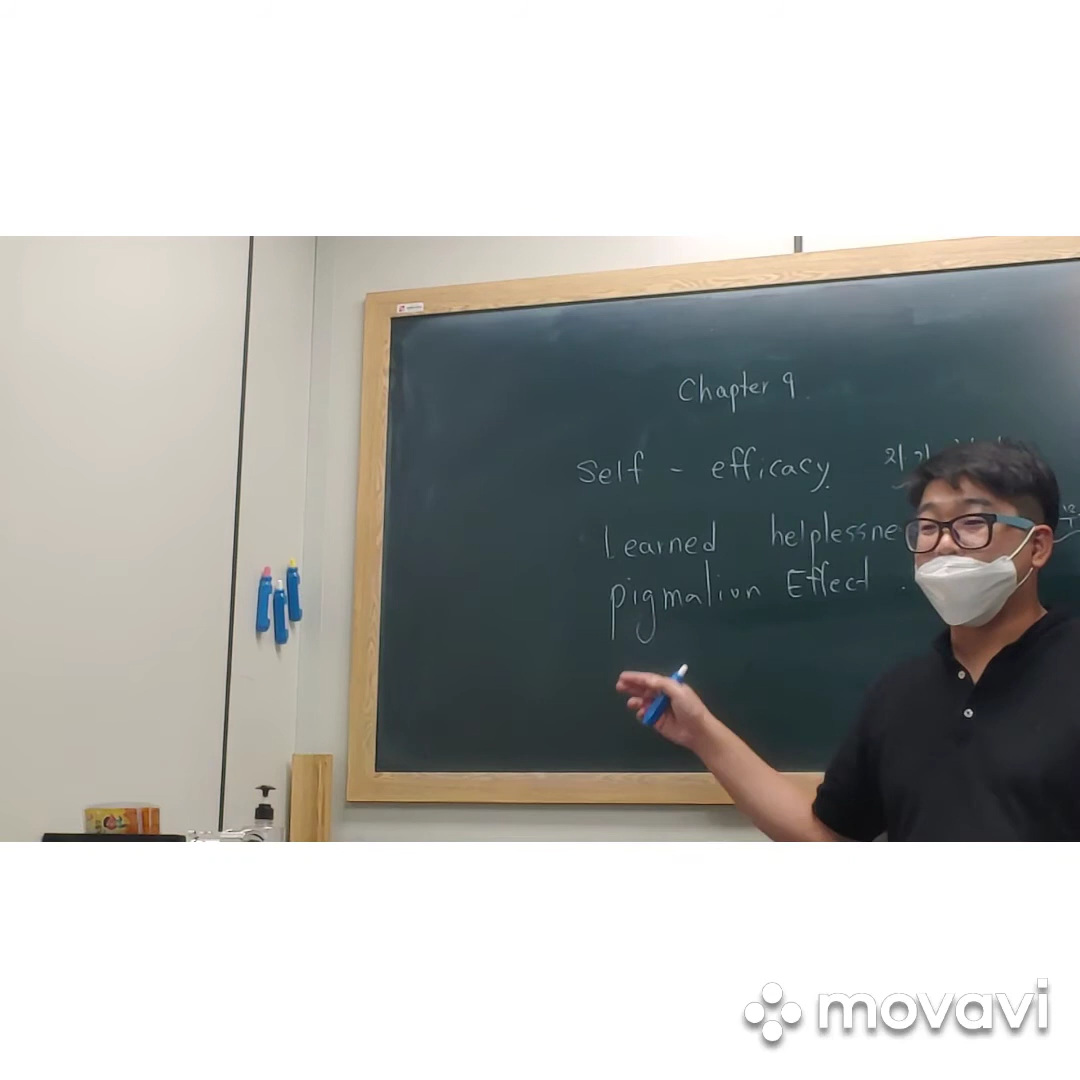 Chapter 9.
Self - efficacy
Learned helplessne
pigmalion Effect .
movavi